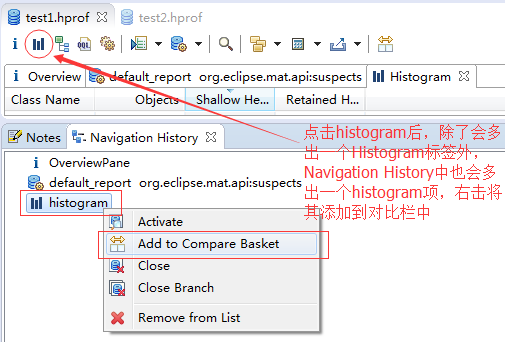 test1.hprof
test2.hprof
i
OQL
i Overview
default_report org.eclipse.mat.api:suspects
Histogram
Class Name
Objects
Shallow He...
Retained H...
点击histogram后，除了会多
出一个Histogram标签外，
Navigation History中也会多
出一个histogram项，右击将
其添加到对比栏中
Notes
Navigation History
i OverviewPane
default_report org.eclipse.mat.api:suspects
histogram
Activate
Add to Compare Basket
Close
Close Branch
Remove from List